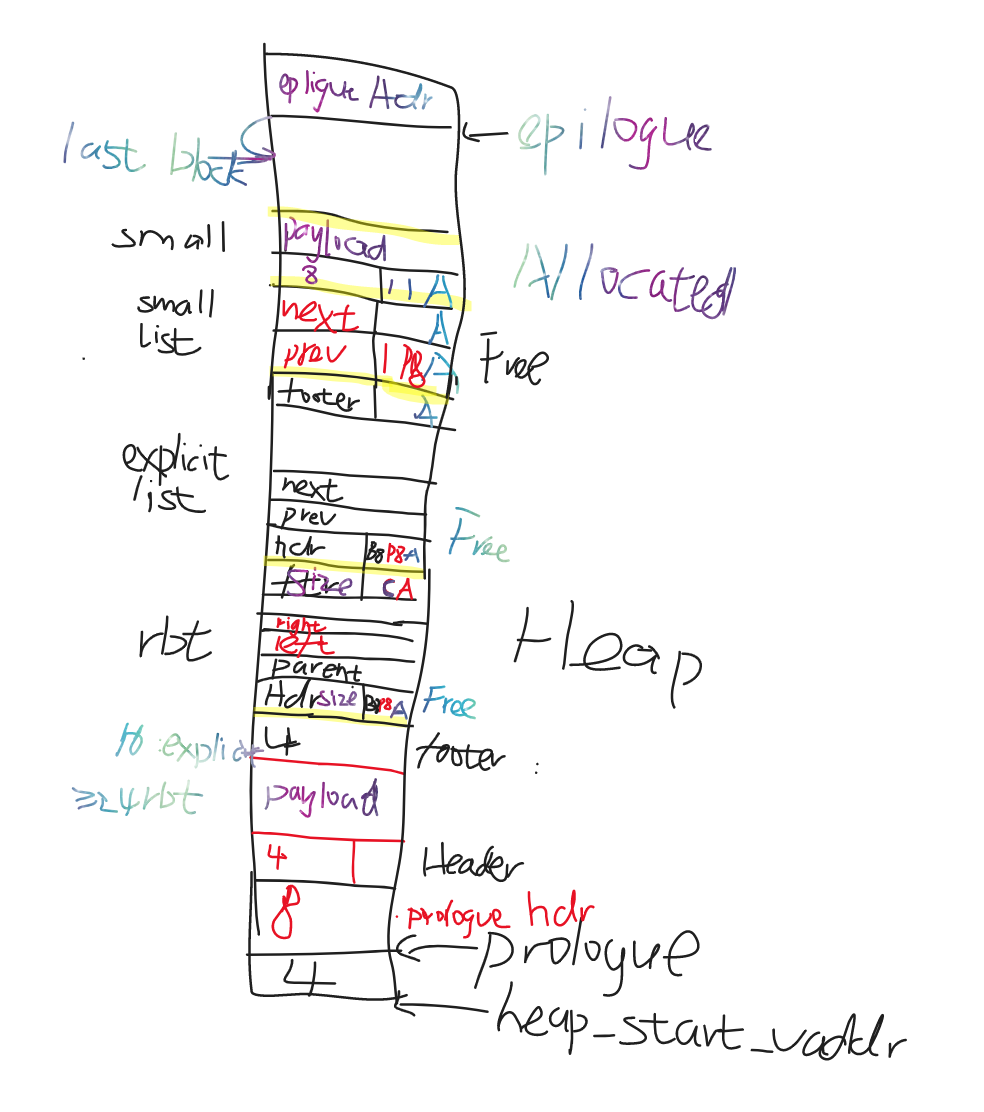 epligue Hdr
epilogue
last block
small
payload
8
11 A
Allocated
small
list
next
A
prev
1 P8 A
Free
footer
A
explicit
list
next
prev
hdr
B8 P8 A
Free
size
C A
rbt
right
left
parent
Hdr size
B8 P8 A
Free
Heap
16 explicit
4
footer
≥24 rbt
payload
4
Header
8
prologue hdr
prologue
4
heap_start_vaddr